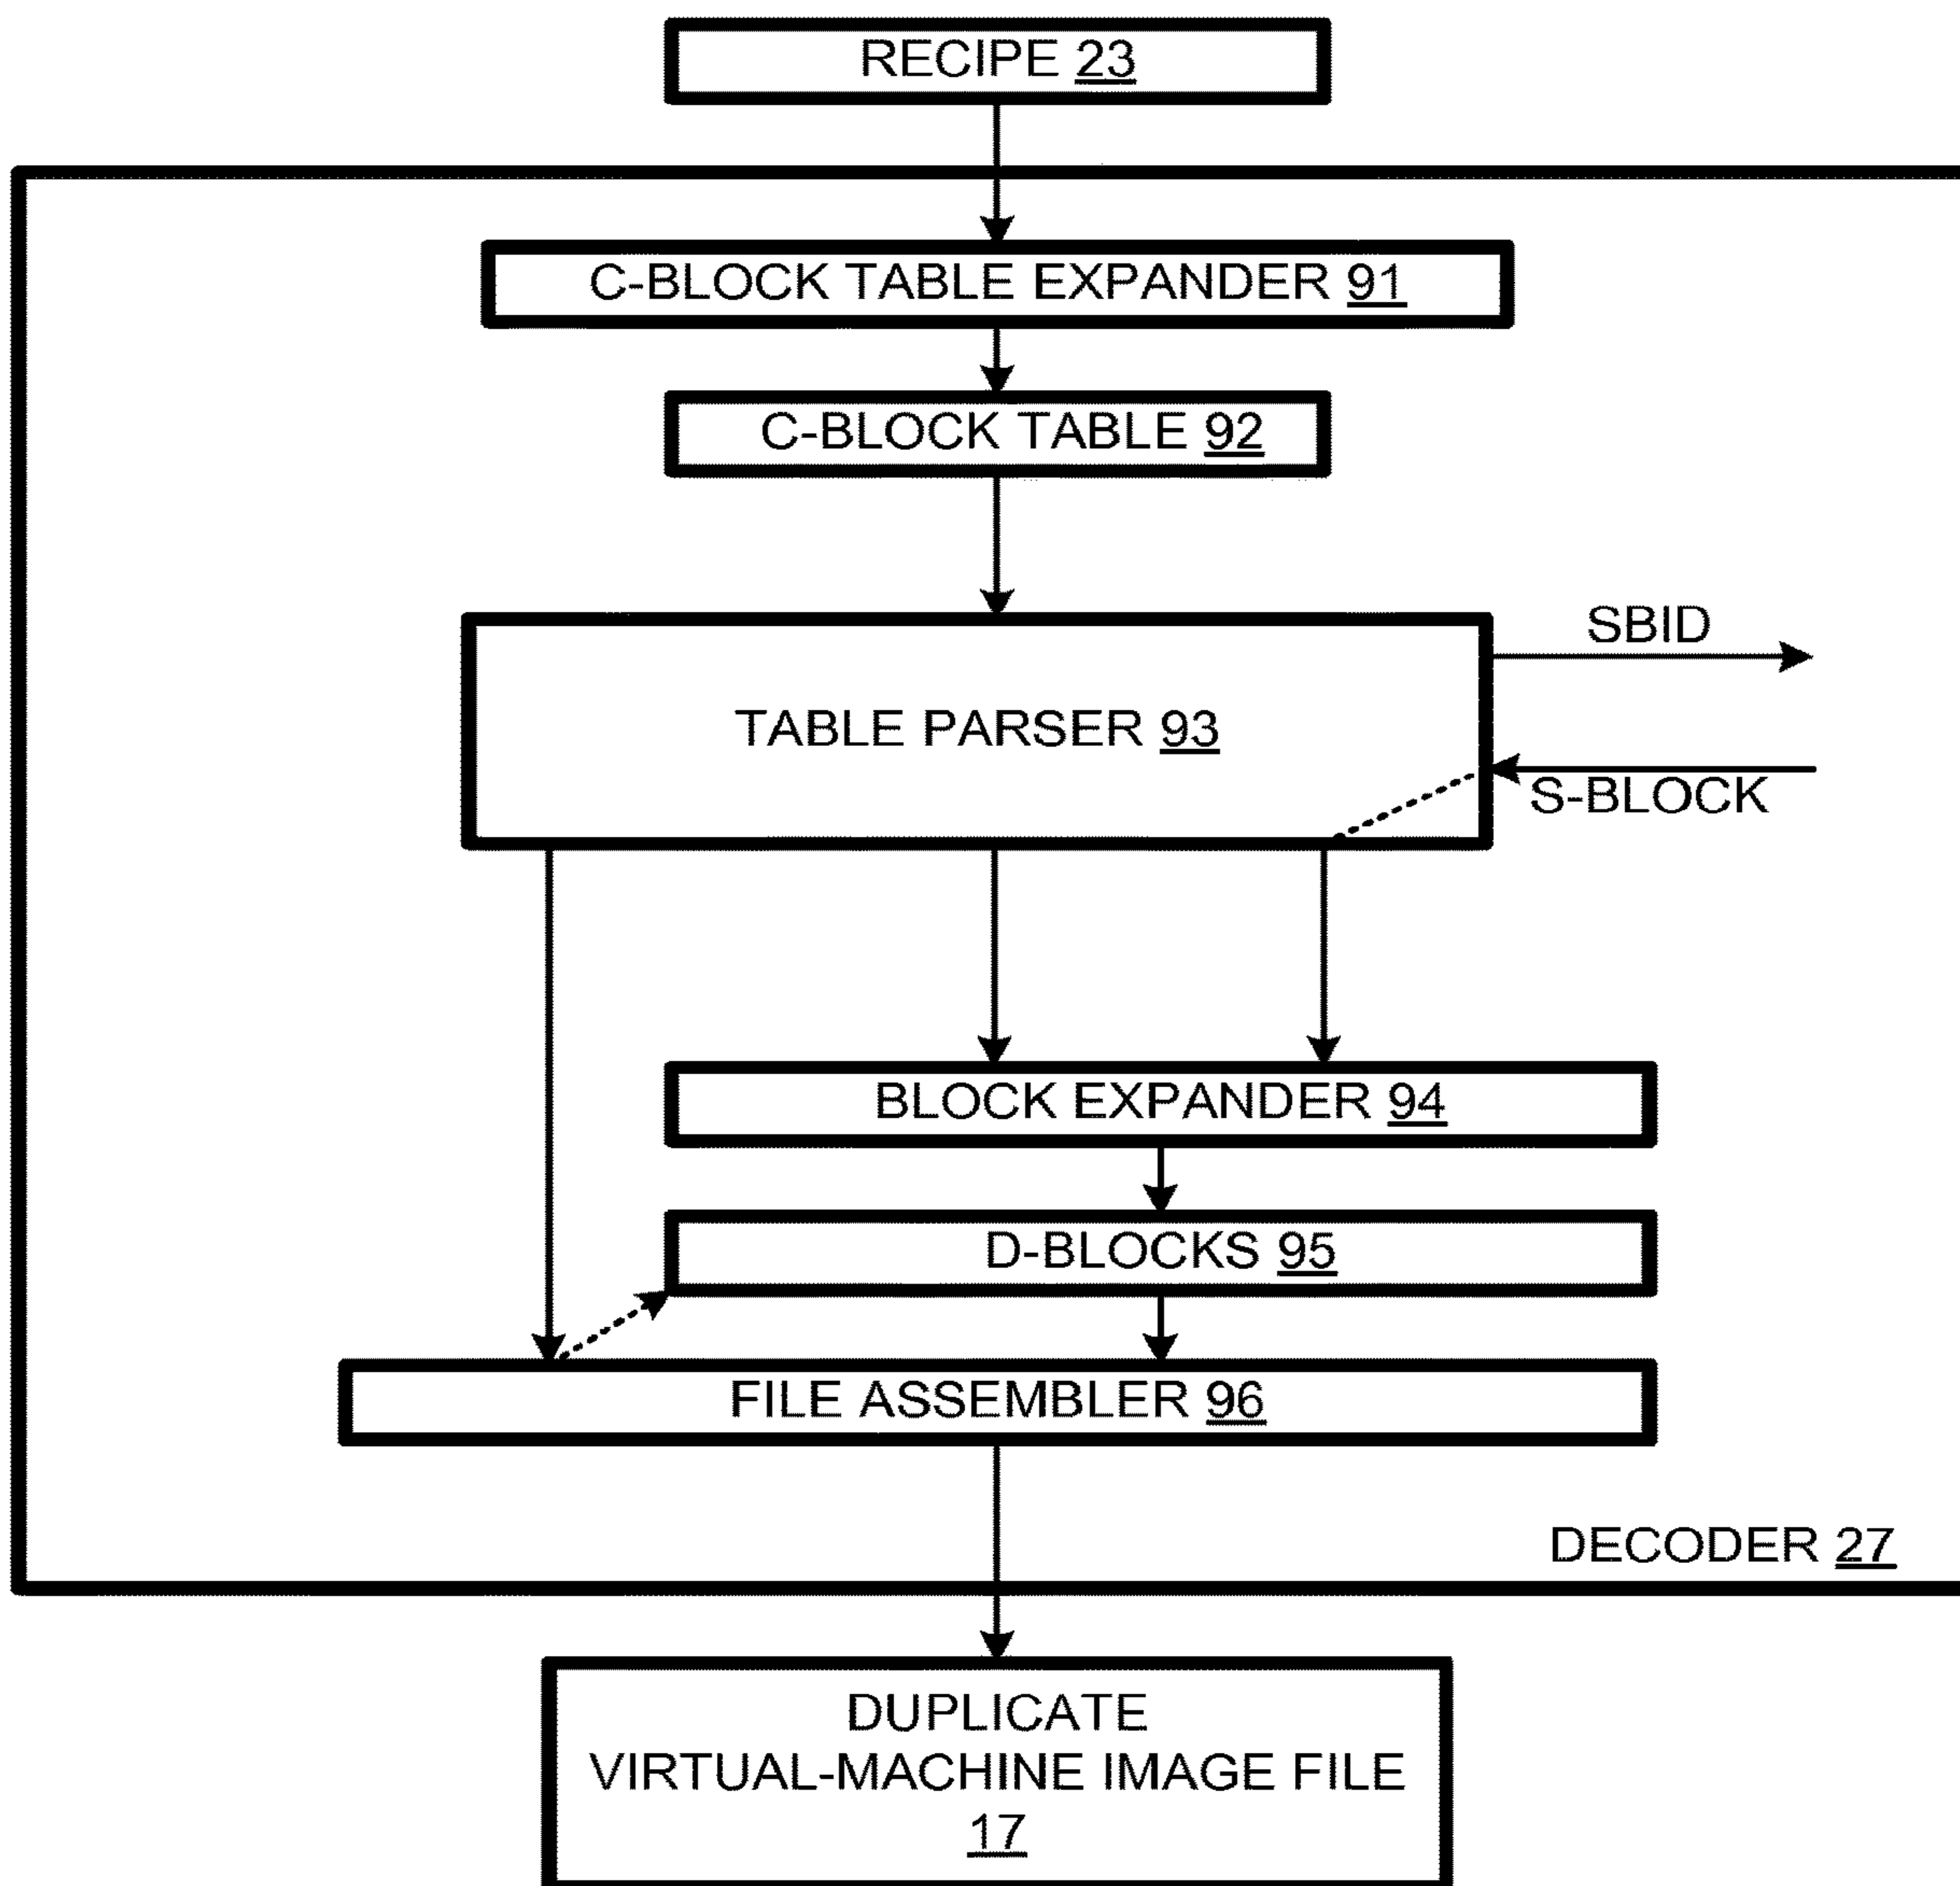 RECIPE 23
C-BLOCK TABLE EXPANDER 91
C-BLOCK TABLE 92
SBID
TABLE PARSER 93
S-BLOCK
BLOCK EXPANDER 94
D-BLOCKS 95
FILE ASSEMBLER 96
DECODER 27
DUPLICATE
VIRTUAL-MACHINE IMAGE FILE
17